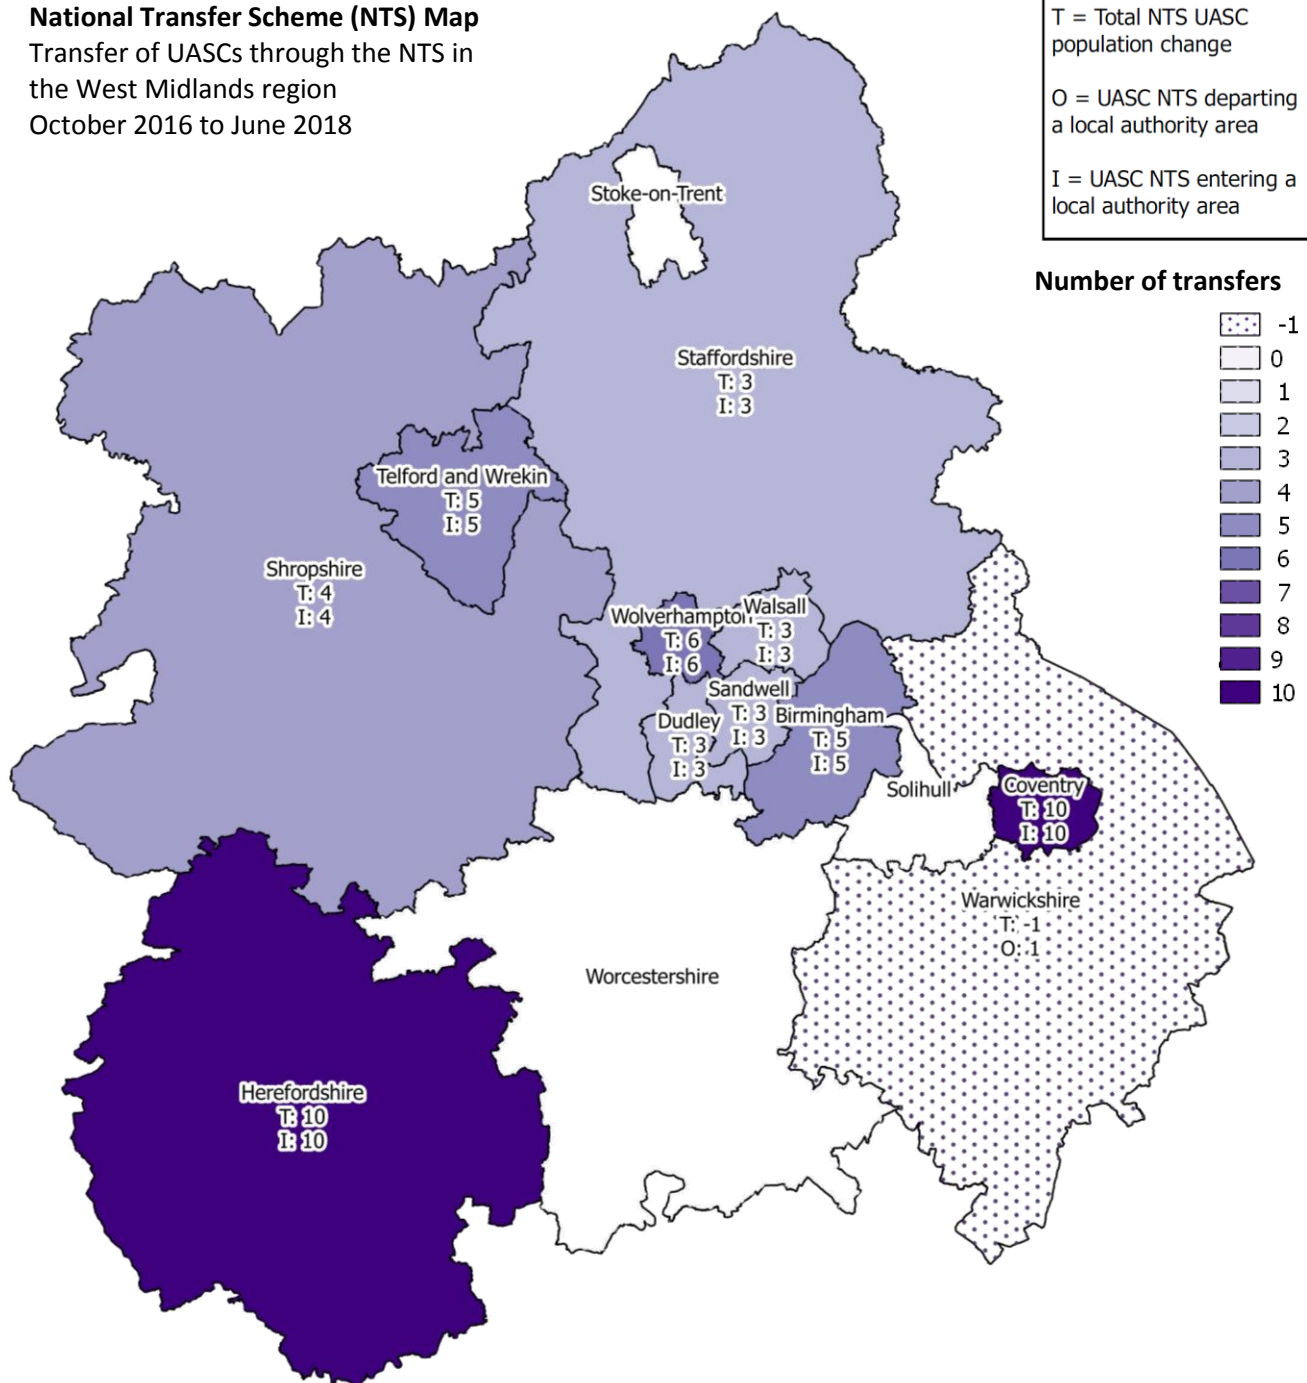 National Transfer Scheme (NTS) Map
Transfer of UASCs through the NTS in
the West Midlands region
October 2016 to June 2018
T = Total NTS UASC
population change
O = UASC NTS departing
a local authority area
I = UASC NTS entering a
local authority area
Number of transfers
-1
0
1
2
3
4
5
6
7
8
9
10
Stoke-on-Trent
Staffordshire
T: 3
I: 3
Telford and Wrekin
T: 5
I: 5
Shropshire
T: 4
I: 4
Wolverhampton
T: 6
I: 6
Walsall
T: 3
I: 3
Sandwell
T: 3
I: 3
Dudley
T: 3
I: 3
Birmingham
T: 5
I: 5
Solihull
Coventry
T: 10
I: 10
Warwickshire
T: -1
O: 1
Worcestershire
Herefordshire
T: 10
I: 10